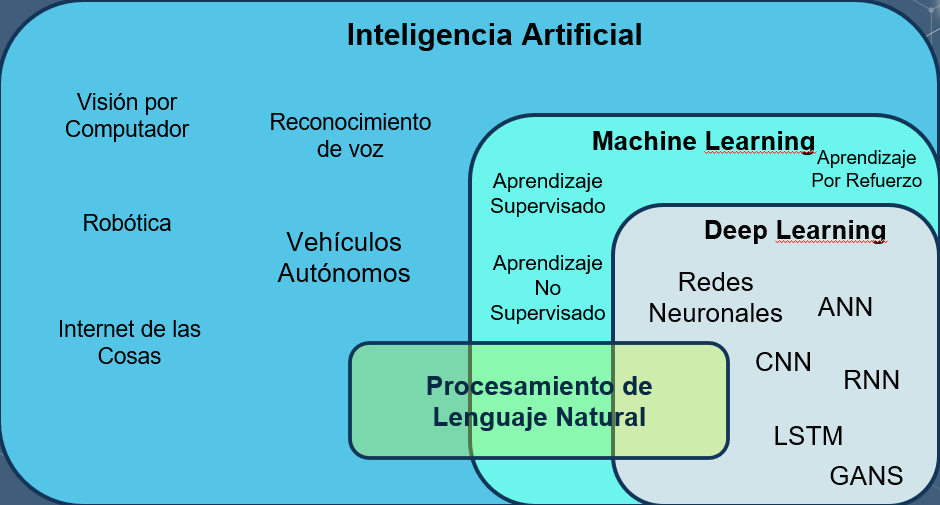 Inteligencia Artificial
Visión por
Computador
Reconocimiento
de voz
Robótica
Vehículos
Autónomos
Internet de las
Cosas
Machine Learning
Aprendizaje
Por Refuerzo
Aprendizaje
Supervisado
Aprendizaje
No
Supervisado
Deep Learning
Redes
Neuronales
ANN
CNN
RNN
LSTM
GANS
Procesamiento de
Lenguaje Natural